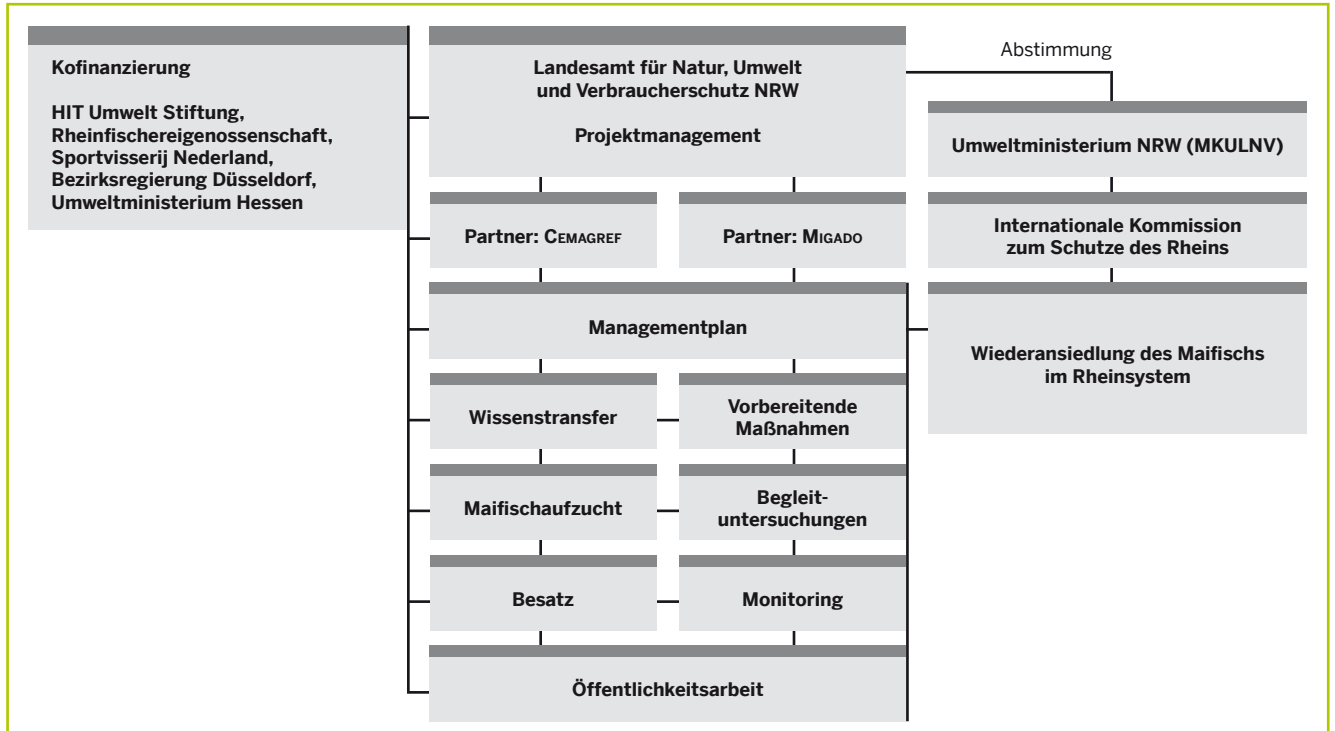 Kofinanzierung
HIT Umwelt Stiftung,
Rheinfischereigenossenschaft,
Sportvisserij Nederland,
Bezirksregierung Düsseldorf,
Umweltministerium Hessen
Landesamt für Natur, Umwelt
und Verbraucherschutz NRW
Projektmanagement
Abstimmung
Umweltministerium NRW (MKULNV)
Partner: CEMAGREF
Partner: MIGADO
Internationale Kommission
zum Schutze des Rheins
Managementplan
Wiederansiedlung des Maifischs
im Rheinsystem
Wissenstransfer
Vorbereitende
Maßnahmen
Maifischaufzucht
Begleit-
untersuchungen
Besatz
Monitoring
Öffentlichkeitsarbeit